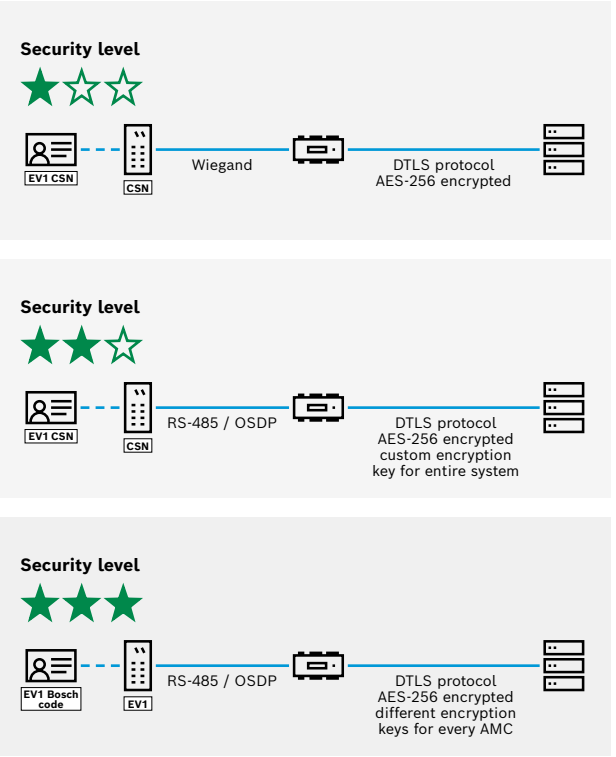 Security level
EV1 CSN
CSN
Wiegand
DTLS protocol
AES-256 encrypted
Security level
EV1 CSN
CSN
RS-485 / OSDP
DTLS protocol
AES-256 encrypted
custom encryption
key for entire system
Security level
EV1 Bosch
code
EV1
RS-485 / OSDP
DTLS protocol
AES-256 encrypted
different encryption
keys for every AMC